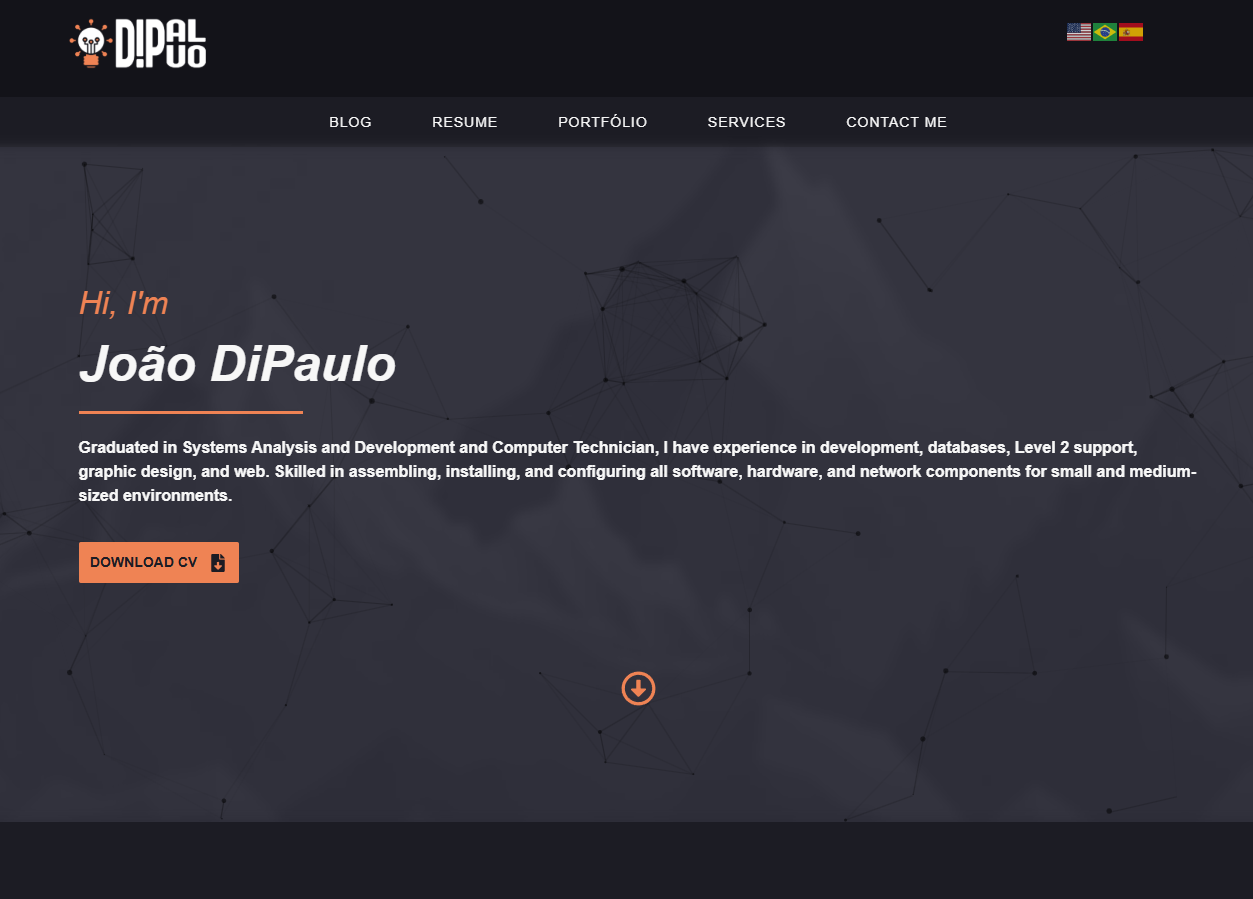 DIPAULO
BLOG RESUME PORTFÓLIO SERVICES CONTACT ME
Hi, I'm
João DiPaulo
Graduated in Systems Analysis and Development and Computer Technician, I have experience in development, databases, Level 2 support,
graphic design, and web. Skilled in assembling, installing, and configuring all software, hardware, and network components for small and medium-
sized environments.
DOWNLOAD CV